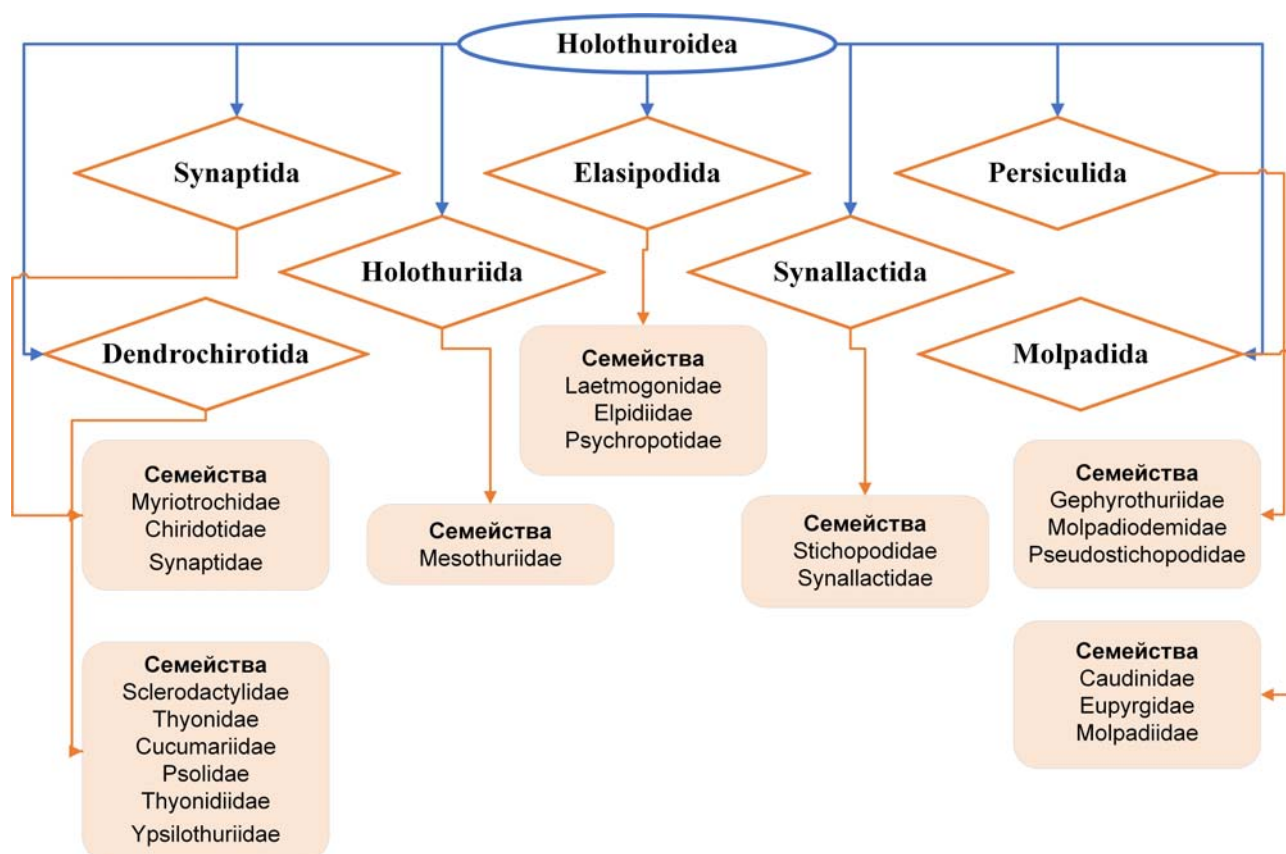 Holothuroidea
Synaptida
Elasipodida
Persiculida
Holothuriida
Synallactida
Dendrochirotida
Molpadida
Семейства
Laetmogonidae
Elpidiidae
Psychropotidae
Семейства
Myriotrochidae
Chiridotidae
Synaptidae
Семейства
Mesothuriidae
Семейства
Stichopodidae
Synallactidae
Семейства
Gephyrothuriidae
Molpadiodemidae
Pseudostichopodidae
Семейства
Sclerodactylidae
Thyonidae
Cucumariidae
Psolidae
Thyonidiidae
Ypsilothuriidae
Семейства
Caudinidae
Eupyrgidae
Molpadiidae